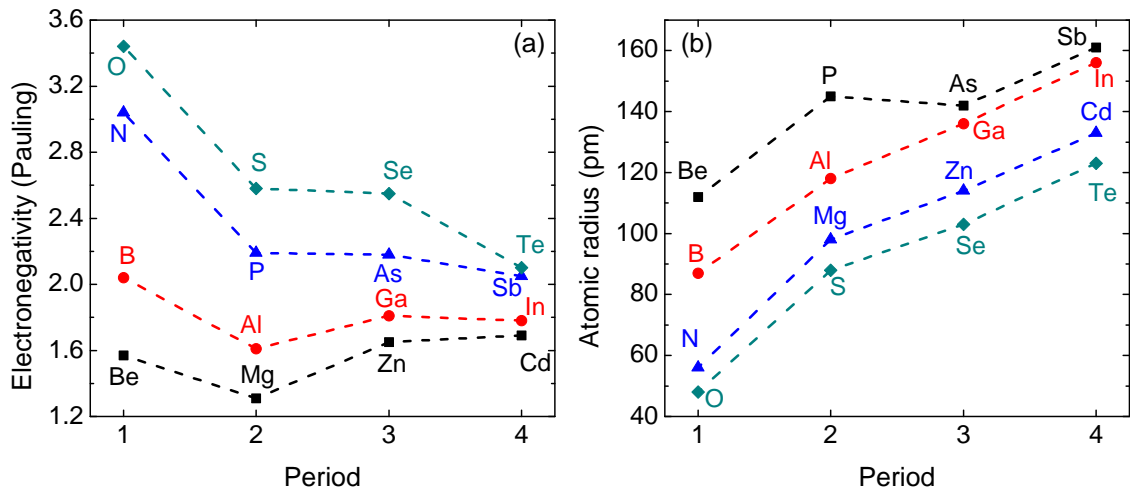 (a)
Electronegativity (Pauling)
3.6
3.2
2.8
2.4
2.0
1.6
1.2
O
N
B
Be
S
P
Al
Mg
Se
As
Ga
Zn
Te
Sb
In
Cd
1 2 3 4
Period
(b)
Atomic radius (pm)
160
140
120
100
80
60
40
Be
B
N
O
P
Al
Mg
S
As
Ga
Zn
Se
Sb
In
Cd
Te
1 2 3 4
Period